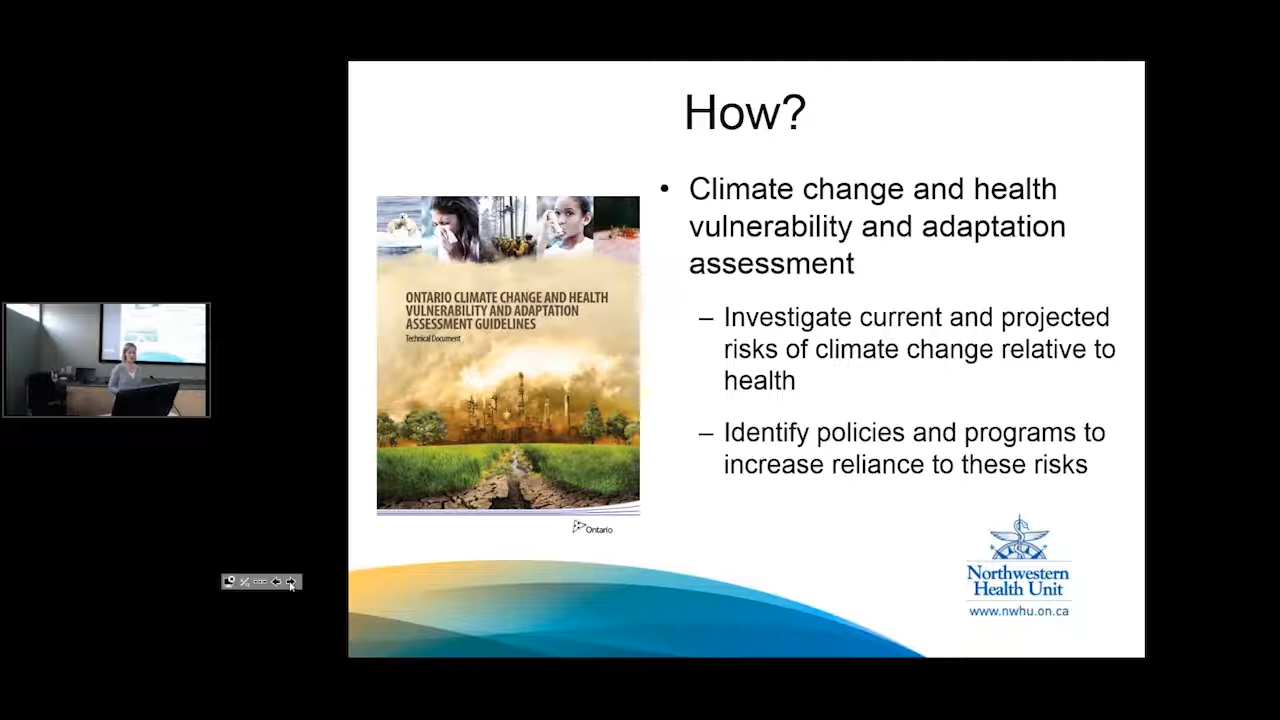 How?
• Climate change and health
vulnerability and adaptation
assessment
– Investigate current and projected
risks of climate change relative to
health
– Identify policies and programs to
increase reliance to these risks
ONTARIO CLIMATE CHANGE AND HEALTH
VULNERABILITY AND ADAPTATION
ASSESSMENT GUIDELINES
Technical Document
Ontario
Northwestern
Health Unit
www.nwhu.on.ca